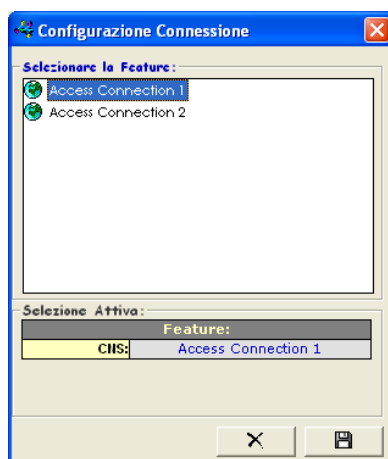 Configurazione Connessione
Selezionare la Feature:
Access Connection 1
Access Connection 2
Selezione Attiva:
Feature:
CNS: Access Connection 1